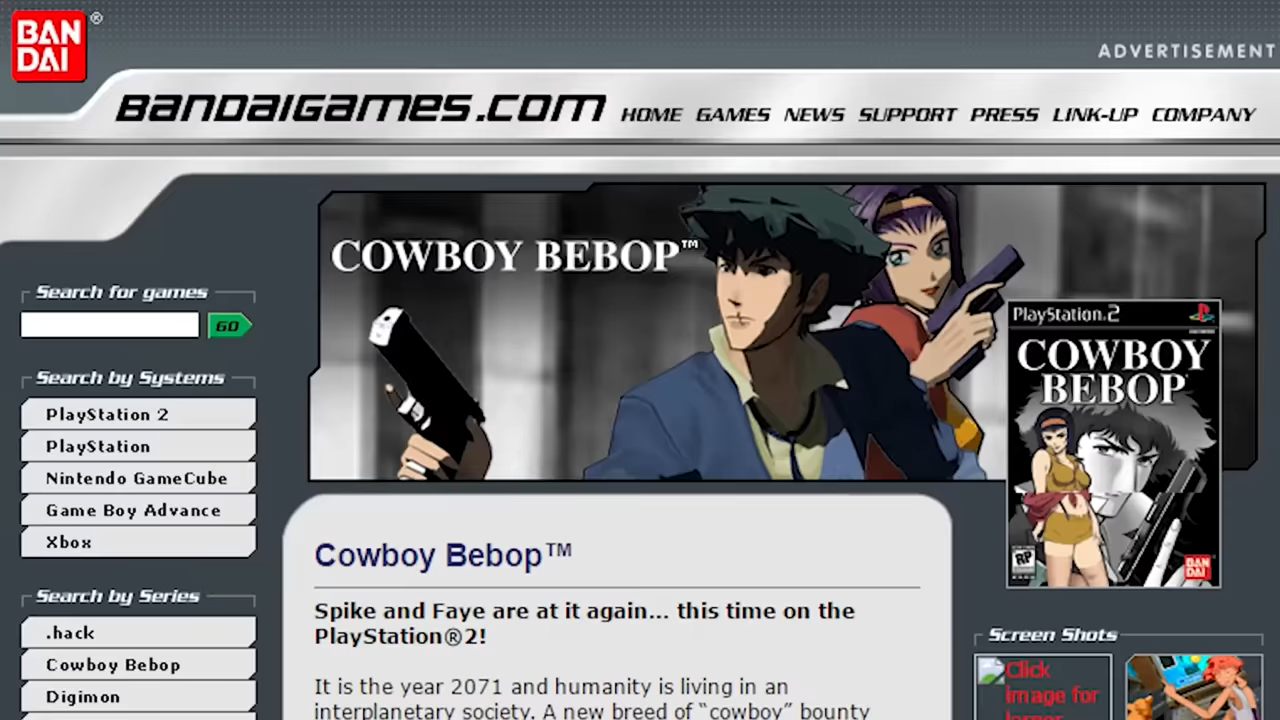 BAN
DAI
®
ADVERTISEMENT
BANDAIGAMES.COM
HOME GAMES NEWS SUPPORT PRESS LINK-UP COMPANY
COWBOY BEBOP™
Search for games
GO
Search by Systems
PlayStation 2
PlayStation
Nintendo GameCube
Game Boy Advance
Xbox
Search by Series
.hack
Cowboy Bebop
Digimon
PlayStation.2
COWBOY
BEBOP
RP
BAN
DAI
Cowboy Bebop™
Spike and Faye are at it again... this time on the
PlayStation®2!
It is the year 2071 and humanity is living in an
interplanetary society. A new breed of “cowboy” bounty
Screen Shots
Click
image for
larger